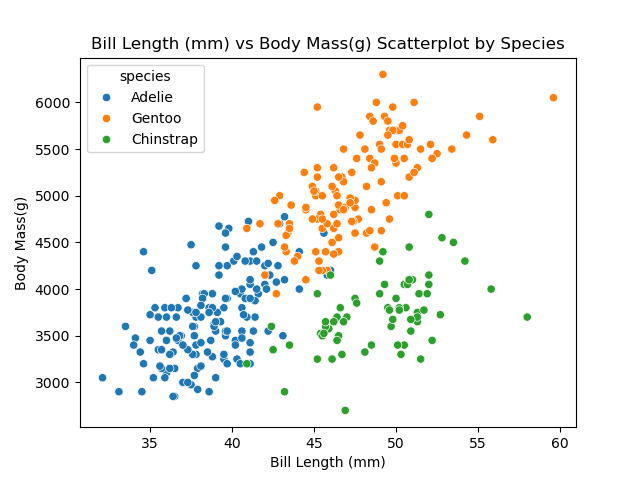 Bill Length (mm) vs Body Mass(g) Scatterplot by Species
species
Adelie
Gentoo
Chinstrap
6000
5500
5000
4500
4000
3500
3000
Body Mass(g)
35 40 45 50 55 60
Bill Length (mm)